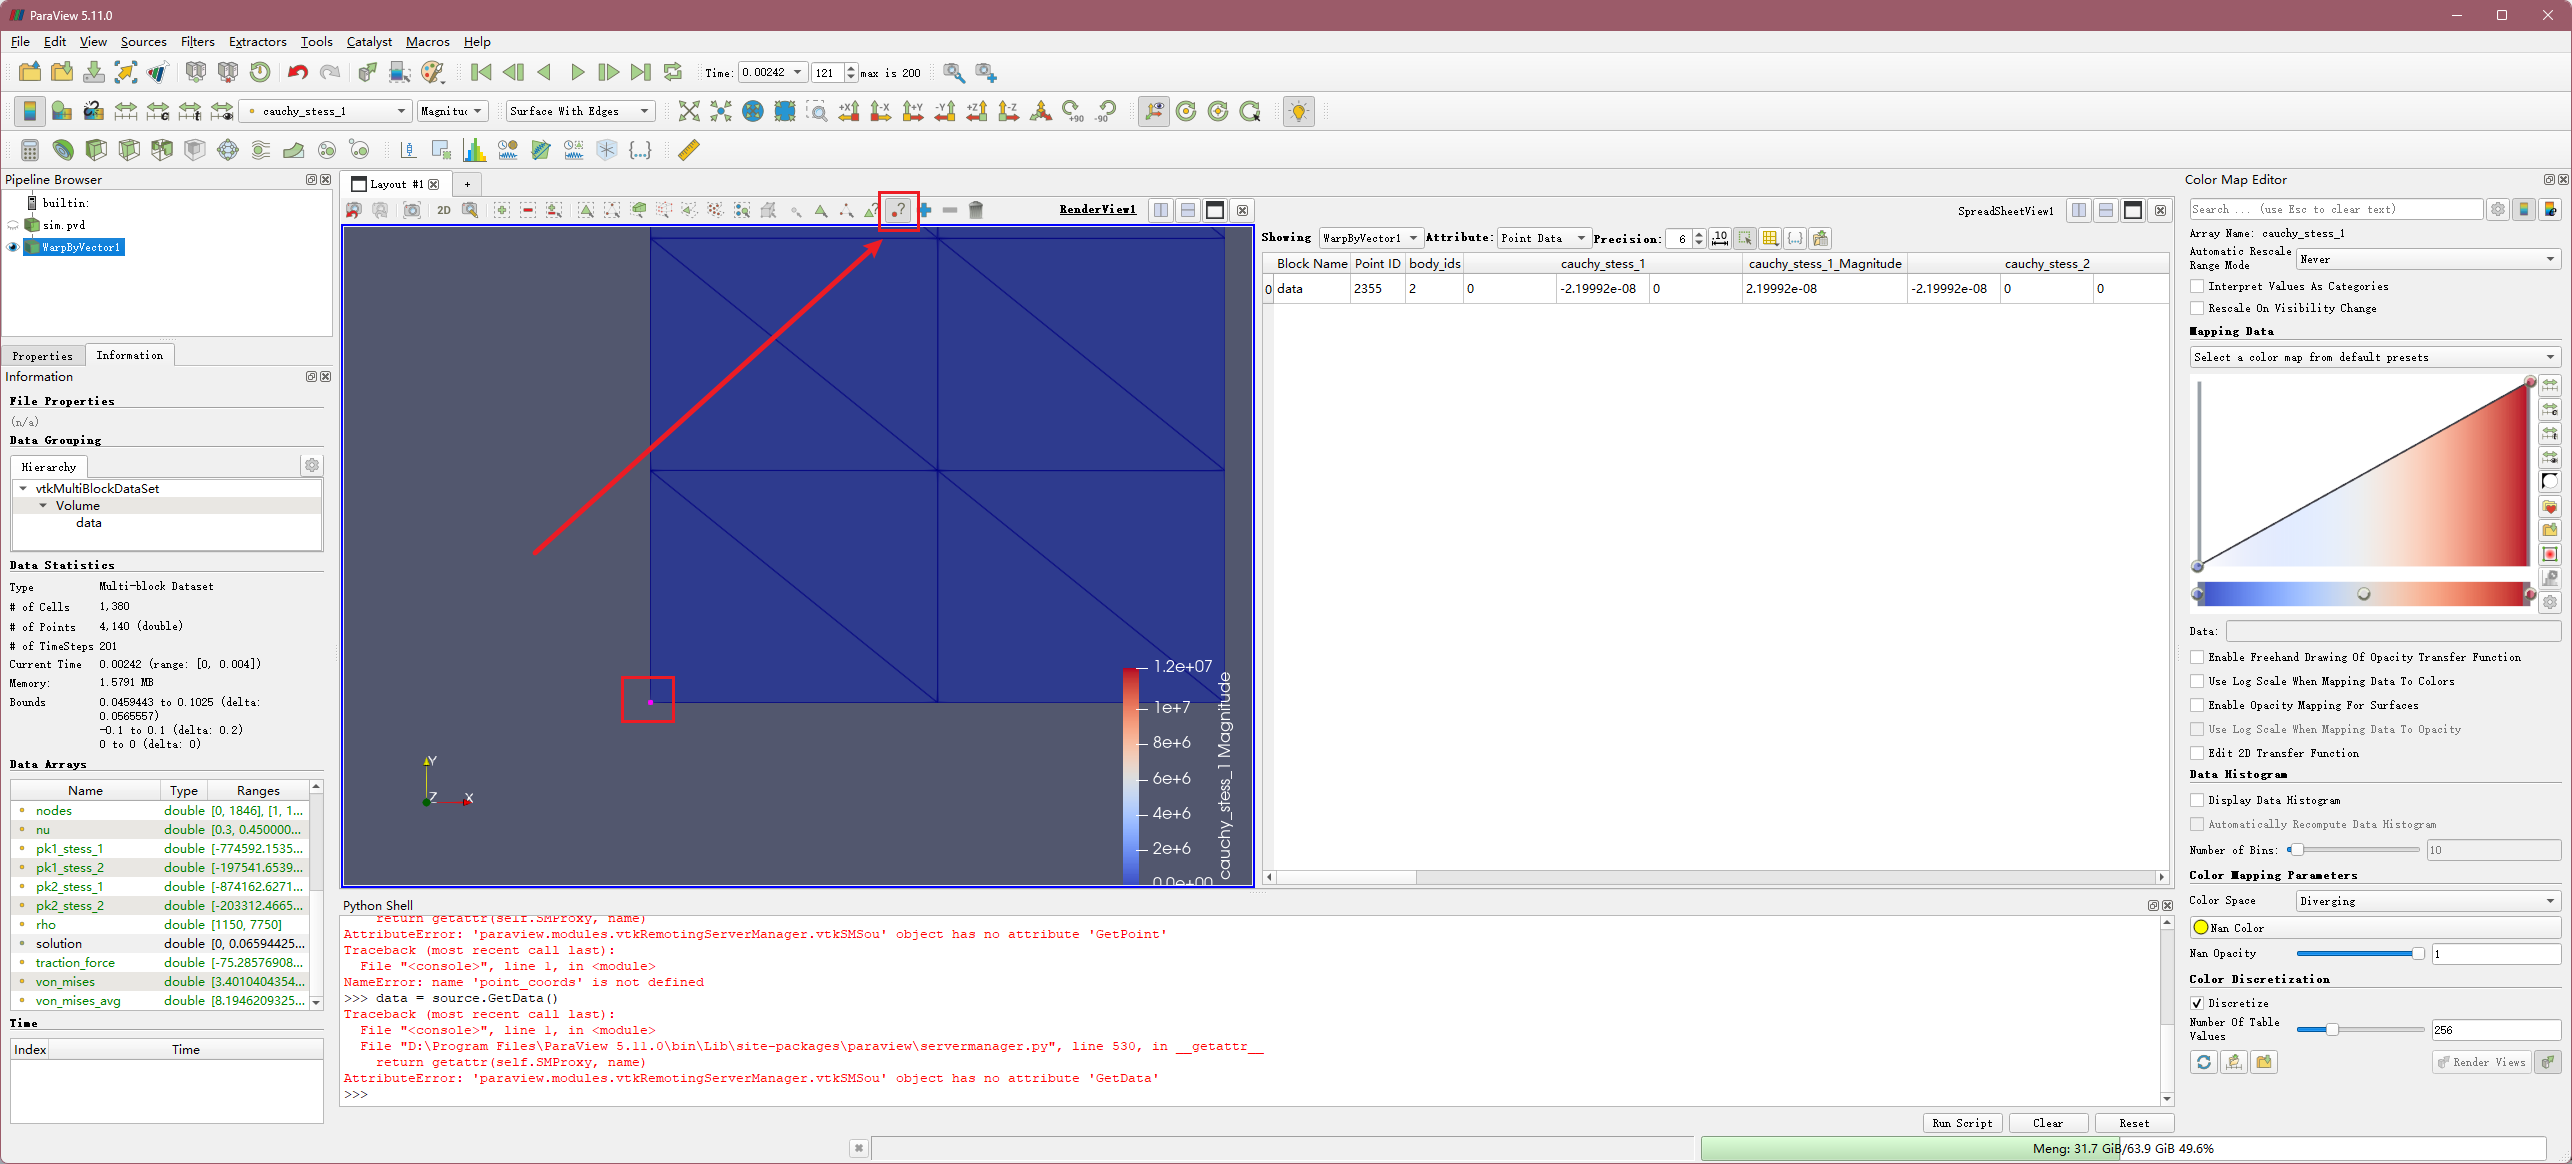 ParaView 5.11.0
File Edit View Sources Filters Extractors Tools Catalyst Macros Help
Time: 0.00242 121 max is 200
cauchy_stess_1 Magnituc Surface With Edges
+X -X +Y -Y +Z -Z +90 -90
Pipeline Browser
builtin:
sim.pvd
WarpByVector1
Properties Information
Information
File Properties
(n/a)
Data Grouping
Hierarchy
vtkMultiBlockDataSet
Volume
data
Data Statistics
Type Multi-block Dataset
# of Cells 1,380
# of Points 4,140 (double)
# of TimeSteps 201
Current Time 0.00242 (range: [0, 0.004])
Memory: 1.5791 MB
Bounds 0.0459443 to 0.1025 (delta:
0.0565557)
-0.1 to 0.1 (delta: 0.2)
0 to 0 (delta: 0)
Data Arrays
Name Type Ranges
nodes double [0, 1846], [1, 1...
nu double [0.3, 0.450000...
pk1_stess_1 double [-774592.1535...
pk1_stess_2 double [-197541.6539...
pk2_stess_1 double [-874162.6271...
pk2_stess_2 double [-203312.4665...
rho double [1150, 7750]
solution double [0, 0.06594425...
traction_force double [-75.28576908...
von_mises double [3.4010404354...
von_mises_avg double [8.1946209325...
Time
Index Time
Layout #1 +
2D ? ? RenderView1
1.2e+07
1e+7
8e+6
6e+6
4e+6
2e+6
0.0e+00
cauchy_stess_1 Magnitude
Y
Z X
SpreadSheetView1
Showing WarpByVector1 Attribute: Point Data Precision: 6 .10
Block Name Point ID body_ids cauchy_stess_1 cauchy_stess_1_Magnitude cauchy_stess_2
0 data 2355 2 0 -2.19992e-08 0 2.19992e-08 -2.19992e-08 0 0
Python Shell
return getattr(self.SMProxy, name)
AttributeError: 'paraview.modules.vtkRemotingServerManager.vtkSMSou' object has no attribute 'GetPoint'
Traceback (most recent call last):
File "<console>", line 1, in <module>
NameError: name 'point_coords' is not defined
>>> data = source.GetData()
Traceback (most recent call last):
File "<console>", line 1, in <module>
File "D:\Program Files\ParaView 5.11.0\bin\Lib\site-packages\paraview\servermanager.py", line 530, in __getattr__
return getattr(self.SMProxy, name)
AttributeError: 'paraview.modules.vtkRemotingServerManager.vtkSMSou' object has no attribute 'GetData'
>>>
Run Script Clear Reset
Meng: 31.7 GiB/63.9 GiB 49.6%
Color Map Editor
Search ... (use Esc to clear text)
Array Name: cauchy_stess_1
Automatic Rescale
Range Mode
Never
Interpret Values As Categories
Rescale On Visibility Change
Mapping Data
Select a color map from default presets
Data:
Enable Freehand Drawing Of Opacity Transfer Function
Use Log Scale When Mapping Data To Colors
Enable Opacity Mapping For Surfaces
Use Log Scale When Mapping Data To Opacity
Edit 2D Transfer Function
Data Histogram
Display Data Histogram
Automatically Recompute Data Histogram
Number of Bins: 10
Color Mapping Parameters
Color Space Diverging
Nan Color
Nan Opacity 1
Color Discretization
Discretize
Number Of Table
Values
256
Render Views